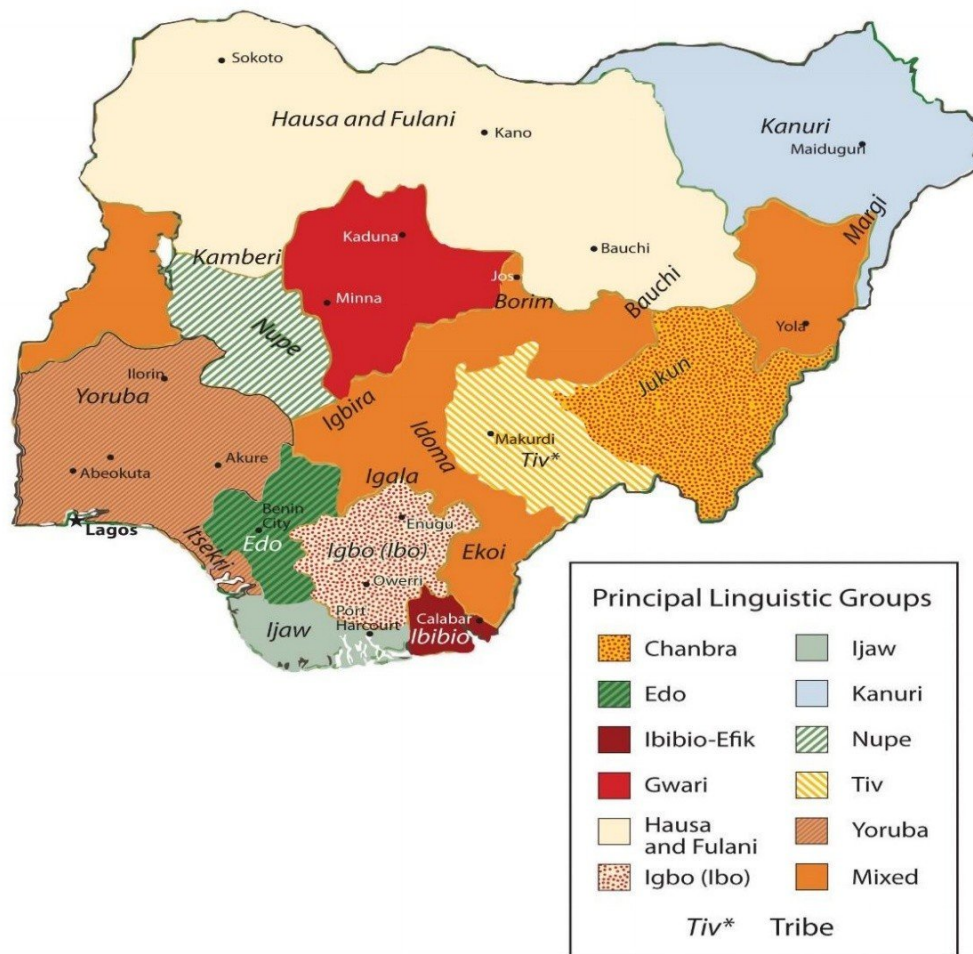 Sokoto
Hausa and Fulani
Kano
Kanuri
Maiduguri
Margi
Kaduna
Kamberi
Bauchi
Jos
Bauchi
Borim
Minna
Nupe
Yola
Ilorin
Yoruba
Jukun
Igbira
Idoma
Makurdi
Tiv*
Abeokuta
Akure
Igala
Lagos
Benin
City
Edo
Enugu
Igbo (Ibo)
Ekoi
Itsekri
Owerri
Port
Harcourt
Calabar
Ibibio
Ijaw
Principal Linguistic Groups
Chanbra
Edo
Ibibio-Efik
Gwari
Hausa
and Fulani
Igbo (Ibo)
Ijaw
Kanuri
Nupe
Tiv
Yoruba
Mixed
Tiv* Tribe